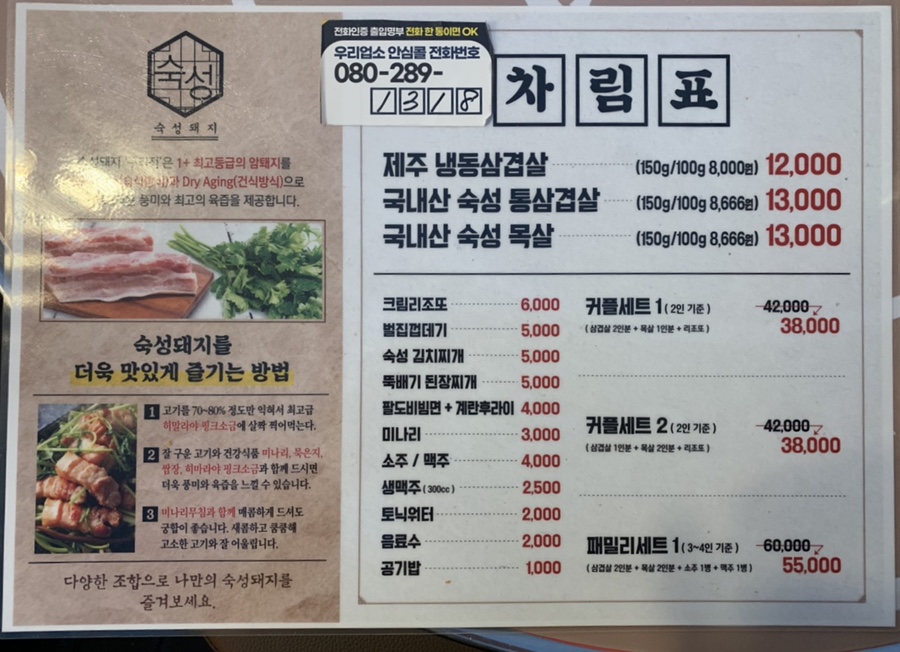 숙성
숙성돼지
은 1+ 최고등급의 암돼지를
Dry Aging(건식방식)으로
풍미와 최고의 육즙을 제공합니다.
숙성돼지를
더욱 맛있게 즐기는 방법
1 고기를 70~80% 정도만 익혀서 최고급
히말라야 핑크소금에 살짝 찍어먹는다.
2 잘 구운 고기와 건강식품 미나리, 묵은지,
쌈장, 히마라야 핑크소금과 함께 드시면
더욱 풍미와 육즙을 느낄 수 있습니다.
3 미나리무침과 함께 매콤하게 드셔도
궁합이 좋습니다. 새콤하고 쿵쿵해
고소한 고기와 잘 어울립니다.
다양한 조합으로 나만의 숙성돼지를
즐겨보세요.
전화인증 출입명부 전화 한 통이면 OK
우리업소 안심콜 전화번호
080-289-
1318
차림표
제주 냉동삼겹살 (150g/100g 8,000원) 12,000
국내산 숙성 통삼겹살 (150g/100g 8,666원) 13,000
국내산 숙성 목살 (150g/100g 8,666원) 13,000
크림리조또 6,000
벌집껍데기 5,000
숙성 김치찌개 5,000
뚝배기 된장찌개 5,000
팔도비빔면 + 계란후라이 4,000
미나리 3,000
소주 / 맥주 4,000
생맥주 (300cc) 2,500
토닉워터 2,000
음료수 2,000
공기밥 1,000
커플세트 1 (2인 기준) 42,000
(삼겹살 2인분 + 목살 1인분 + 리조또) 38,000
커플세트 2 (2인 기준) 42,000
(삼겹살 1인분 + 목살 2인분 + 리조또) 38,000
패밀리세트 1 (3~4인 기준) 60,000
(삼겹살 2인분 + 목살 2인분 + 소주 1병 + 맥주 1병) 55,000